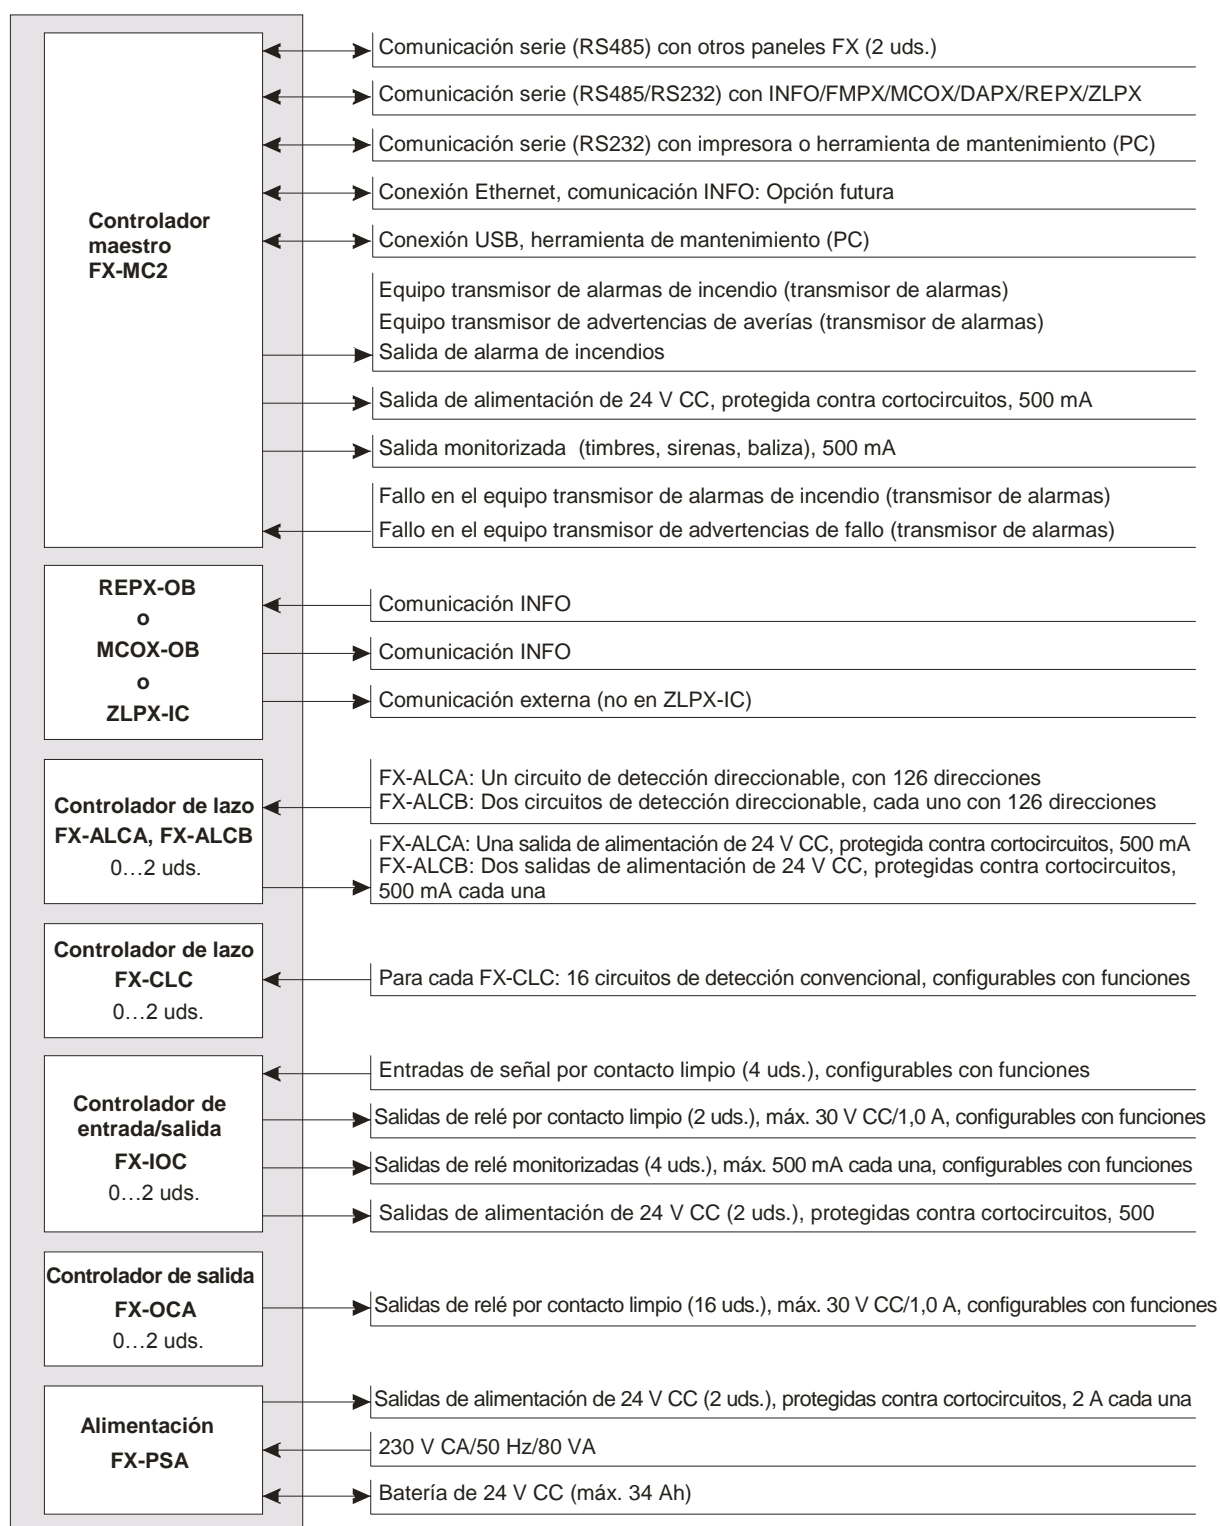 Controlador
maestro
FX-MC2
Comunicación serie (RS485) con otros paneles FX (2 uds.)
Comunicación serie (RS485/RS232) con INFO/FMPX/MCOX/DAPX/REPX/ZLPX
Comunicación serie (RS232) con impresora o herramienta de mantenimiento (PC)
Conexión Ethernet, comunicación INFO: Opción futura
Conexión USB, herramienta de mantenimiento (PC)
Equipo transmisor de alarmas de incendio (transmisor de alarmas)
Equipo transmisor de advertencias de averías (transmisor de alarmas)
Salida de alarma de incendios
Salida de alimentación de 24 V CC, protegida contra cortocircuitos, 500 mA
Salida monitorizada (timbres, sirenas, baliza), 500 mA
Fallo en el equipo transmisor de alarmas de incendio (transmisor de alarmas)
Fallo en el equipo transmisor de advertencias de fallo (transmisor de alarmas)
REPX-OB
o
MCOX-OB
o
ZLPX-IC
Comunicación INFO
Comunicación INFO
Comunicación externa (no en ZLPX-IC)
Controlador de lazo
FX-ALCA, FX-ALCB
0…2 uds.
FX-ALCA: Un circuito de detección direccionable, con 126 direcciones
FX-ALCB: Dos circuitos de detección direccionable, cada uno con 126 direcciones
FX-ALCA: Una salida de alimentación de 24 V CC, protegida contra cortocircuitos, 500 mA
FX-ALCB: Dos salidas de alimentación de 24 V CC, protegidas contra cortocircuitos,
500 mA cada una
Controlador de lazo
FX-CLC
0…2 uds.
Para cada FX-CLC: 16 circuitos de detección convencional, configurables con funciones
Controlador de
entrada/salida
FX-IOC
0…2 uds.
Entradas de señal por contacto limpio (4 uds.), configurables con funciones
Salidas de relé por contacto limpio (2 uds.), máx. 30 V CC/1,0 A, configurables con funciones
Salidas de relé monitorizadas (4 uds.), máx. 500 mA cada una, configurables con funciones
Salidas de alimentación de 24 V CC (2 uds.), protegidas contra cortocircuitos, 500
Controlador de salida
FX-OCA
0…2 uds.
Salidas de relé por contacto limpio (16 uds.), máx. 30 V CC/1,0 A, configurables con funciones
Alimentación
FX-PSA
Salidas de alimentación de 24 V CC (2 uds.), protegidas contra cortocircuitos, 2 A cada una
230 V CA/50 Hz/80 VA
Batería de 24 V CC (máx. 34 Ah)